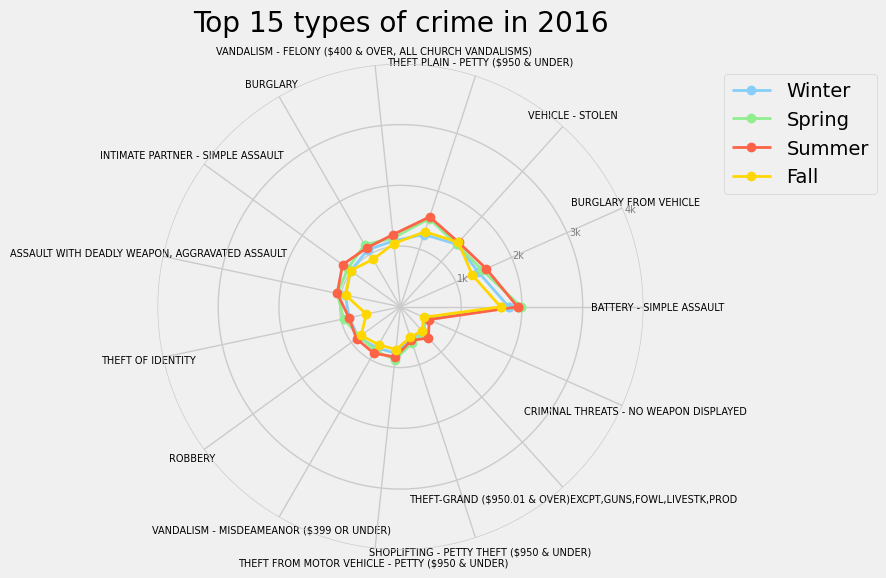 Top 15 types of crime in 2016
VANDALISM - FELONY ($400 & OVER, ALL CHURCH VANDALISMS)
THEFT PLAIN - PETTY ($950 & UNDER)
BURGLARY
VEHICLE - STOLEN
INTIMATE PARTNER - SIMPLE ASSAULT
BURGLARY FROM VEHICLE
4k
3k
ASSAULT WITH DEADLY WEAPON, AGGRAVATED ASSAULT
2k
1k
BATTERY - SIMPLE ASSAULT
THEFT OF IDENTITY
CRIMINAL THREATS - NO WEAPON DISPLAYED
ROBBERY
THEFT-GRAND ($950.01 & OVER)EXCPT,GUNS,FOWL,LIVESTK,PROD
VANDALISM - MISDEAMEANOR ($399 OR UNDER)
SHOPLIFTING - PETTY THEFT ($950 & UNDER)
THEFT FROM MOTOR VEHICLE - PETTY ($950 & UNDER)
Winter
Spring
Summer
Fall